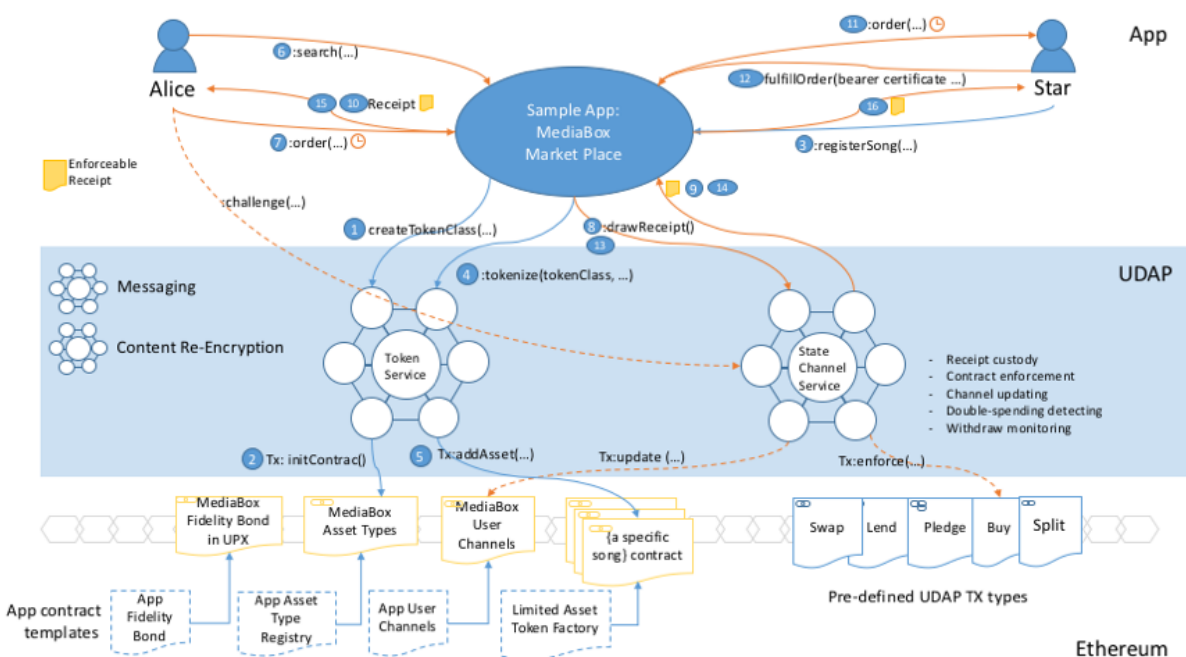 11 :order(...)
App
6 :search(...)
12 fulfillOrder(bearer certificate ...)
Alice
Star
15 10 Receipt
Sample App:
MediaBox
Market Place
16
7 :order(...)
3 :registerSong(...)
Enforceable
Receipt
:challenge(...)
9 14
1 createTokenClass(...)
8 :drawReceipt()
13
4 :tokenize(tokenClass, ...)
UDAP
Messaging
Content Re-Encryption
Token
Service
State
Channel
Service
- Receipt custody
- Contract enforcement
- Channel updating
- Double-spending detecting
- Withdraw monitoring
2 Tx: initContrac()
5 Tx:addAsset(...)
Tx:update (...)
Tx:enforce(...)
MediaBox
Fidelity Bond
in UPX
MediaBox
Asset Types
MediaBox
User
Channels
{a specific
song} contract
Swap
Lend
Pledge
Buy
Split
App contract
templates
App
Fidelity
Bond
App Asset
Type
Registry
App User
Channels
Limited Asset
Token Factory
Pre-defined UDAP TX types
Ethereum